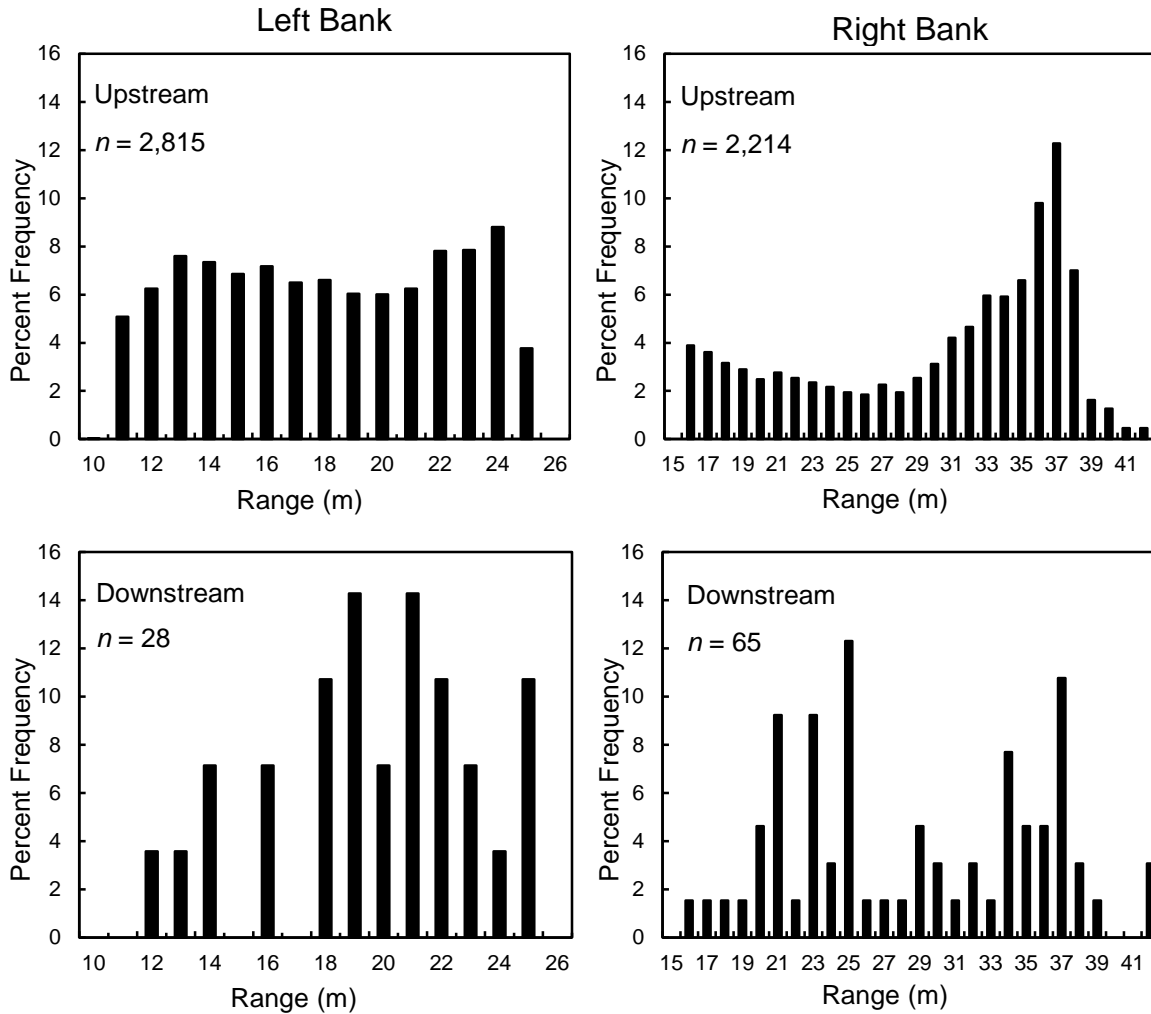 Left Bank
16
14
12
10
8
6
4
2
0
Percent Frequency
Upstream
n = 2,815
10 12 14 16 18 20 22 24 26
Range (m)
Right Bank
16
14
12
10
8
6
4
2
0
Percent Frequency
Upstream
n = 2,214
15 17 19 21 23 25 27 29 31 33 35 37 39 41
Range (m)
16
14
12
10
8
6
4
2
0
Percent Frequency
Downstream
n = 28
10 12 14 16 18 20 22 24 26
Range (m)
16
14
12
10
8
6
4
2
0
Percent Frequency
Downstream
n = 65
15 17 19 21 23 25 27 29 31 33 35 37 39 41
Range (m)